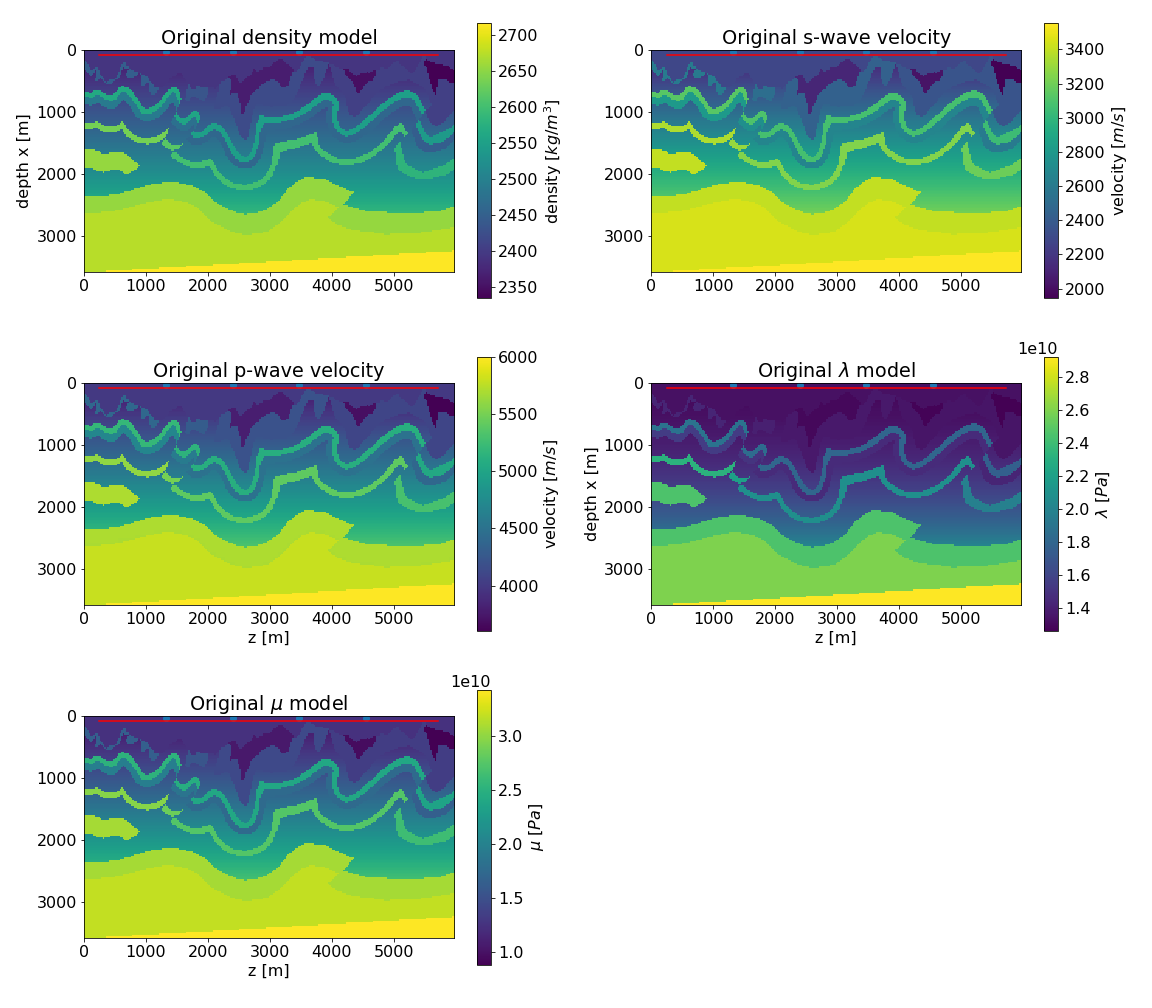 Original density model
0
1000
2000
3000
depth x [m]
0 1000 2000 3000 4000 5000
2700
2650
2600
2550
2500
2450
2400
2350
density [kg/m³]
Original s-wave velocity
0
1000
2000
3000
0 1000 2000 3000 4000 5000
3400
3200
3000
2800
2600
2400
2200
2000
velocity [m/s]
Original p-wave velocity
0
1000
2000
3000
0 1000 2000 3000 4000 5000
z [m]
6000
5500
5000
4500
4000
velocity [m/s]
1e10
Original λ model
0
1000
2000
3000
depth x [m]
0 1000 2000 3000 4000 5000
z [m]
2.8
2.6
2.4
2.2
2.0
1.8
1.6
1.4
λ [Pa]
1e10
Original μ model
0
1000
2000
3000
0 1000 2000 3000 4000 5000
z [m]
3.0
2.5
2.0
1.5
1.0
μ [Pa]